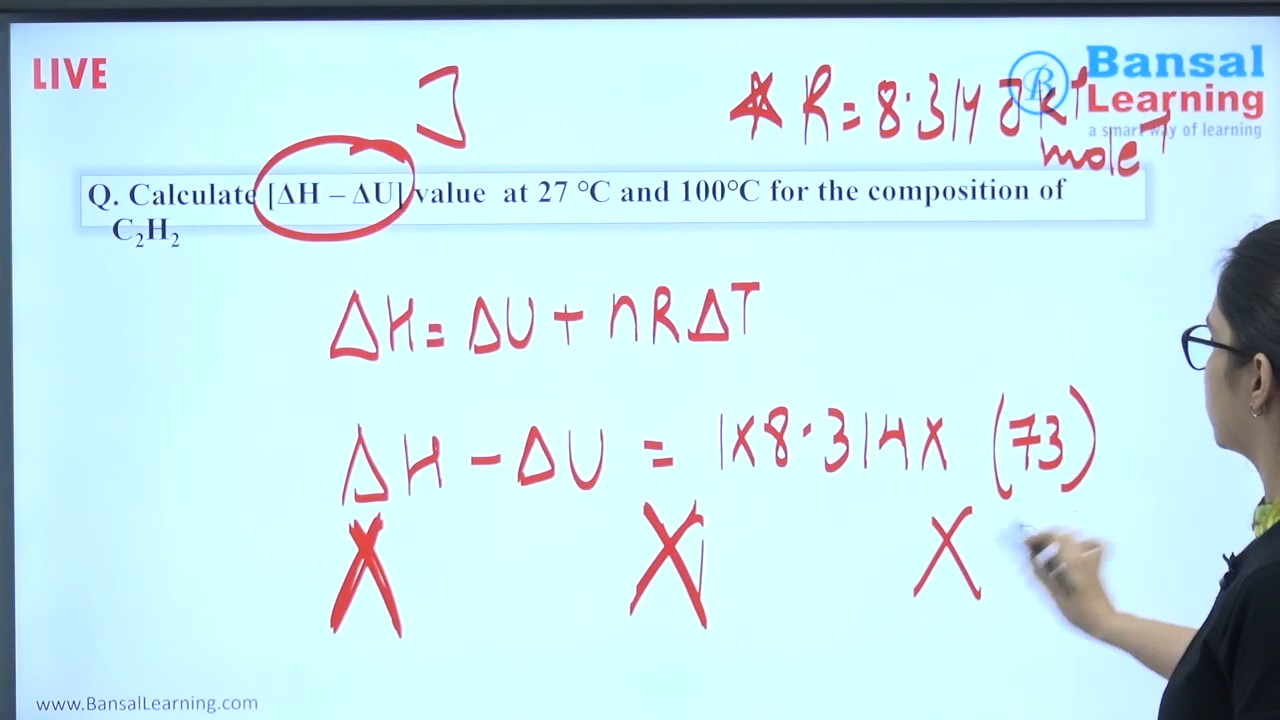 LIVE
J
* R = 8.314 J K⁻¹
mole⁻¹
Bansal
Learning
a smart way of learning
Q. Calculate [ΔH – ΔU] value at 27 °C and 100°C for the composition of
C₂H₂
ΔH = ΔU + nRΔT
ΔH – ΔU = 1 x 8.314 x (73)
X X X
www.BansalLearning.com